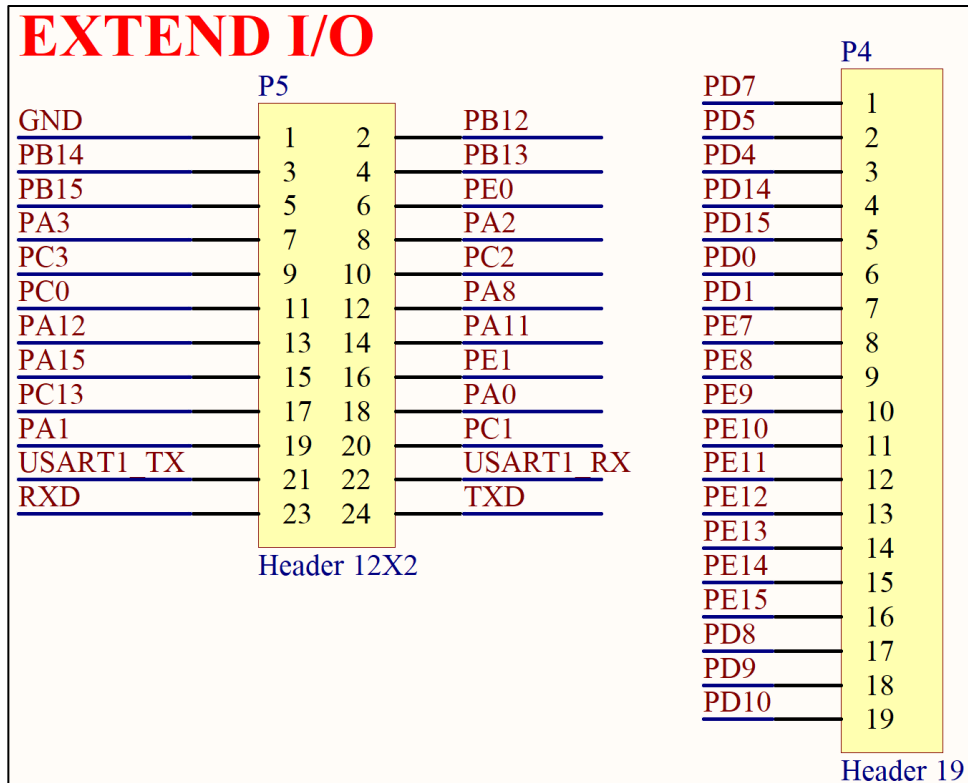 EXTEND I/O
P5
GND 1 2 PB12
PB14 3 4 PB13
PB15 5 6 PE0
PA3 7 8 PA2
PC3 9 10 PC2
PC0 11 12 PA8
PA12 13 14 PA11
PA15 15 16 PE1
PC13 17 18 PA0
PA1 19 20 PC1
USART1_TX 21 22 USART1_RX
RXD 23 24 TXD
Header 12X2
P4
PD7 1
PD5 2
PD4 3
PD14 4
PD15 5
PD0 6
PD1 7
PE7 8
PE8 9
PE9 10
PE10 11
PE11 12
PE12 13
PE13 14
PE14 15
PE15 16
PD8 17
PD9 18
PD10 19
Header 19